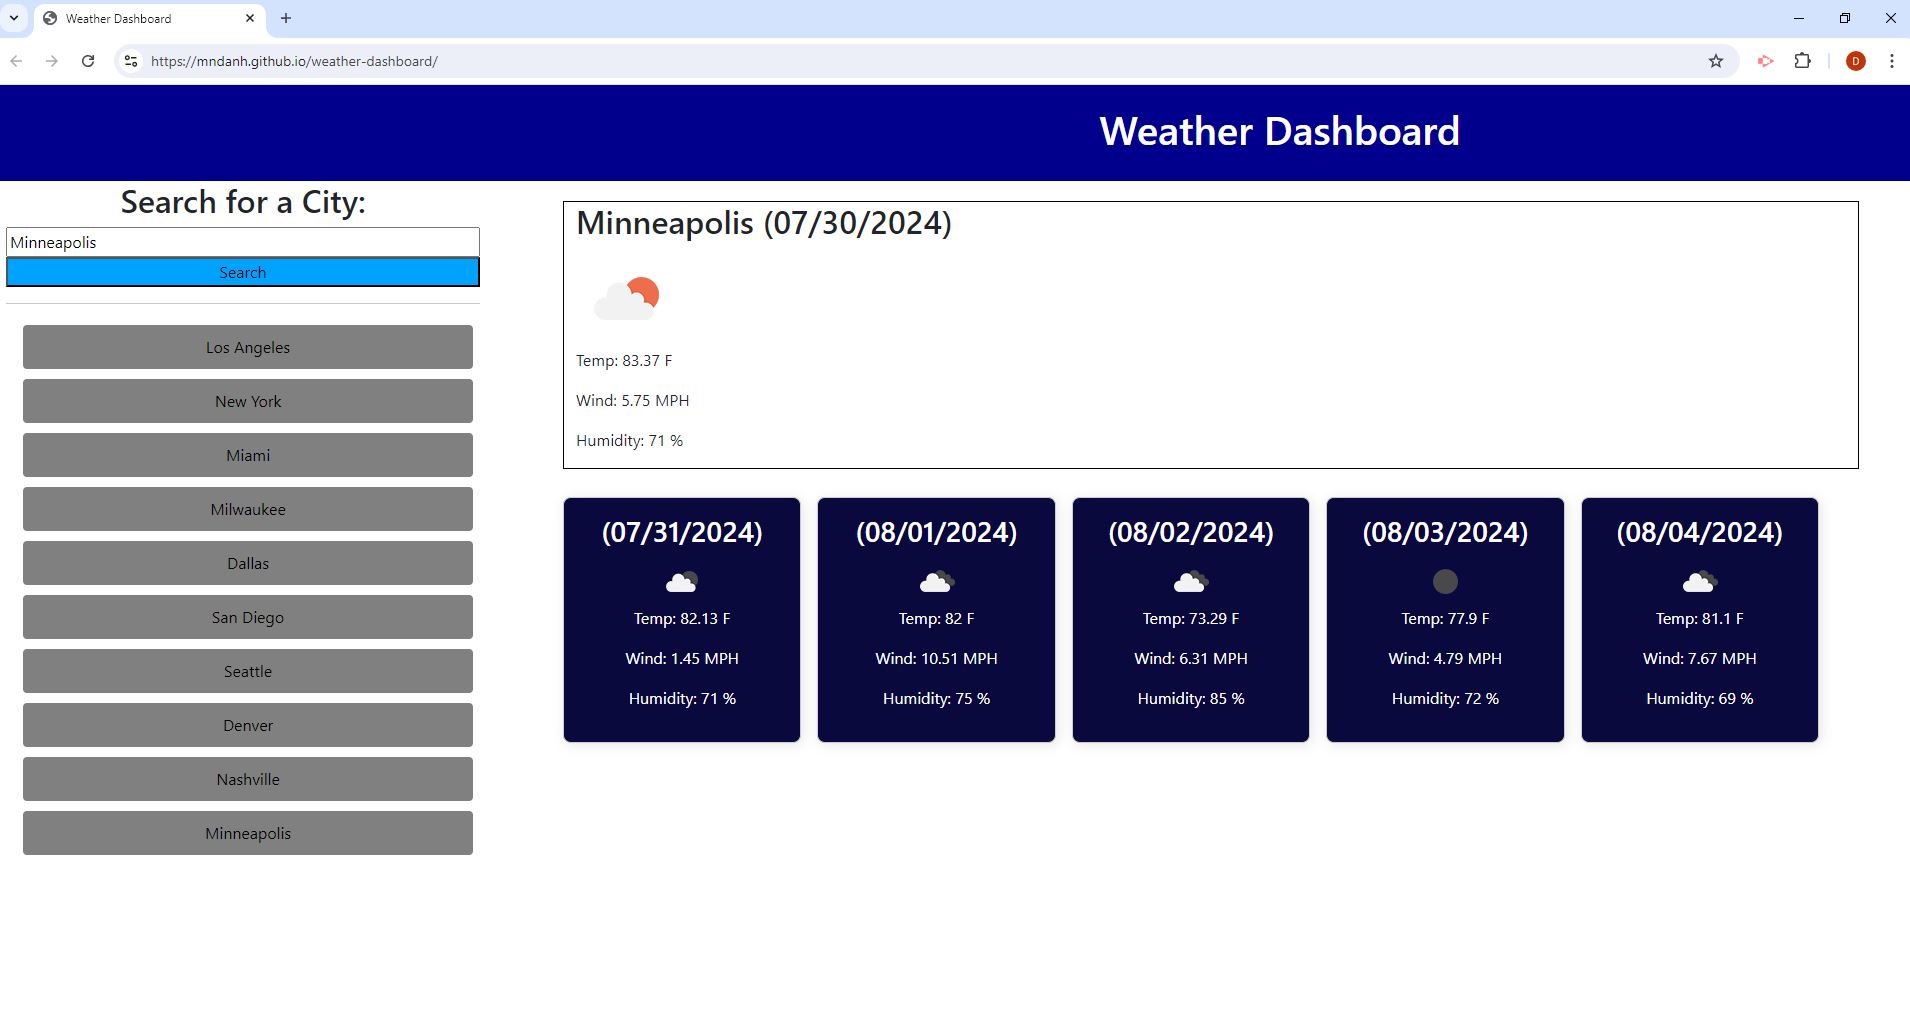 Weather Dashboard
https://mndanh.github.io/weather-dashboard/
D
Weather Dashboard
Search for a City:
Minneapolis
Search
Los Angeles
New York
Miami
Milwaukee
Dallas
San Diego
Seattle
Denver
Nashville
Minneapolis
Minneapolis (07/30/2024)
Temp: 83.37 F
Wind: 5.75 MPH
Humidity: 71 %
(07/31/2024)
Temp: 82.13 F
Wind: 1.45 MPH
Humidity: 71 %
(08/01/2024)
Temp: 82 F
Wind: 10.51 MPH
Humidity: 75 %
(08/02/2024)
Temp: 73.29 F
Wind: 6.31 MPH
Humidity: 85 %
(08/03/2024)
Temp: 77.9 F
Wind: 4.79 MPH
Humidity: 72 %
(08/04/2024)
Temp: 81.1 F
Wind: 7.67 MPH
Humidity: 69 %